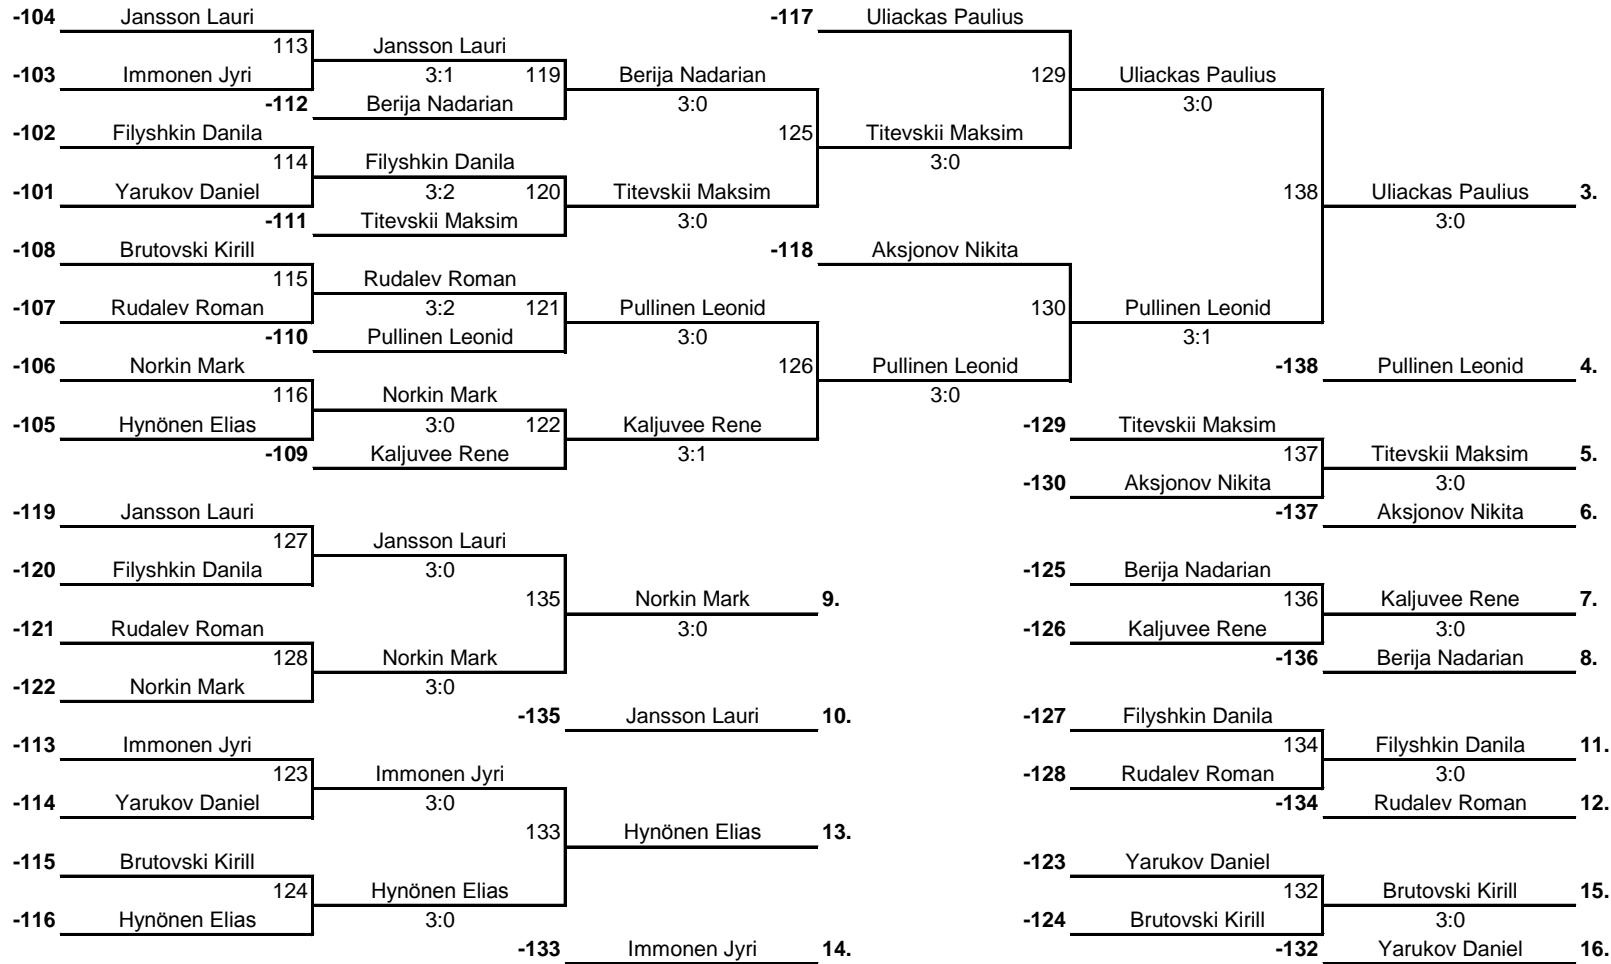 -104 Jansson Lauri -117 Uliackas Paulius
113 Jansson Lauri
-103 Immonen Jyri 3:1 119 Berija Nadarian 129 Uliackas Paulius
-112 Berija Nadarian 3:0 3:0
-102 Filyshkin Danila 125 Titevskii Maksim
114 Filyshkin Danila 3:0
-101 Yarukov Daniel 3:2 120 Titevskii Maksim 138 Uliackas Paulius 3.
-111 Titevskii Maksim 3:0 3:0
-108 Brutovski Kirill -118 Aksjonov Nikita
115 Rudalev Roman
-107 Rudalev Roman 3:2 121 Pullinen Leonid 130 Pullinen Leonid
-110 Pullinen Leonid 3:0 3:1
-106 Norkin Mark 126 Pullinen Leonid -138 Pullinen Leonid 4.
116 Norkin Mark 3:0
-105 Hynönen Elias 3:0 122 Kaljuvee Rene -129 Titevskii Maksim
-109 Kaljuvee Rene 3:1 137 Titevskii Maksim 5.
-130 Aksjonov Nikita 3:0
-119 Jansson Lauri -137 Aksjonov Nikita 6.
127 Jansson Lauri
-120 Filyshkin Danila 3:0 -125 Berija Nadarian
135 Norkin Mark 9. 136 Kaljuvee Rene 7.
-121 Rudalev Roman 3:0 -126 Kaljuvee Rene 3:0
128 Norkin Mark -136 Berija Nadarian 8.
-122 Norkin Mark 3:0
-135 Jansson Lauri 10. -127 Filyshkin Danila
-113 Immonen Jyri 134 Filyshkin Danila 11.
123 Immonen Jyri -128 Rudalev Roman 3:0
-114 Yarukov Daniel 3:0 -134 Rudalev Roman 12.
133 Hynönen Elias 13.
-115 Brutovski Kirill -123 Yarukov Daniel
124 Hynönen Elias 132 Brutovski Kirill 15.
-116 Hynönen Elias 3:0 -124 Brutovski Kirill 3:0
-133 Immonen Jyri 14. -132 Yarukov Daniel 16.